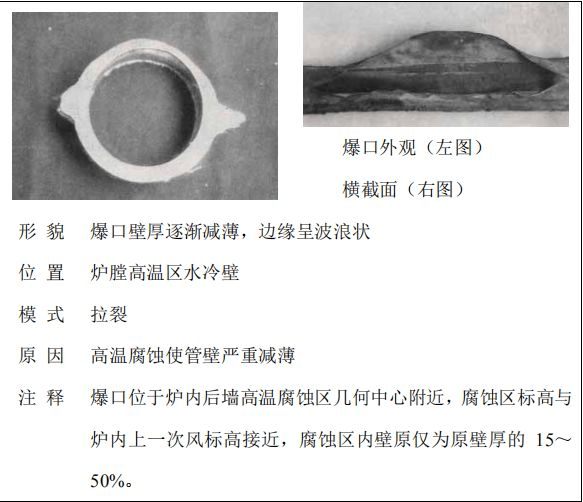 爆口外观（左图）
横截面（右图）
形 貌 爆口壁厚逐渐减薄，边缘呈波浪状
位 置 炉膛高温区水冷壁
模 式 拉裂
原 因 高温腐蚀使管壁严重减薄
注 释 爆口位于炉内后墙高温腐蚀区几何中心附近，腐蚀区标高与
炉内上一次风标高接近，腐蚀区内壁原仅为原壁厚的 15～
50%。